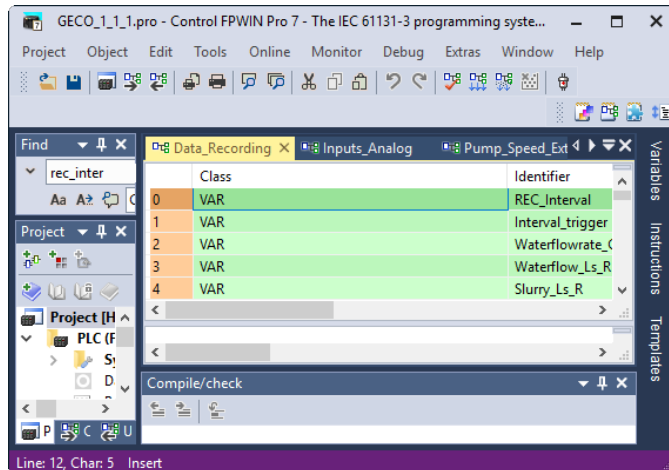 GECO_1_1_1.pro - Control FPWIN Pro 7 - The IEC 61131-3 programming syste...
Project Object Edit Tools Online Monitor Debug Extras Window Help
Find
rec_inter
Aa
Project
Project [H
PLC (F
Sy
D.
P C U
Data_Recording Inputs_Analog Pump_Speed_Ext
Class Identifier
0 VAR REC_Interval
1 VAR Interval_trigger
2 VAR Waterflowrate_
3 VAR Waterflow_Ls_R
4 VAR Slurry_Ls_R
Compile/check
Variables
Instructions
Templates
Line: 12, Char: 5 Insert